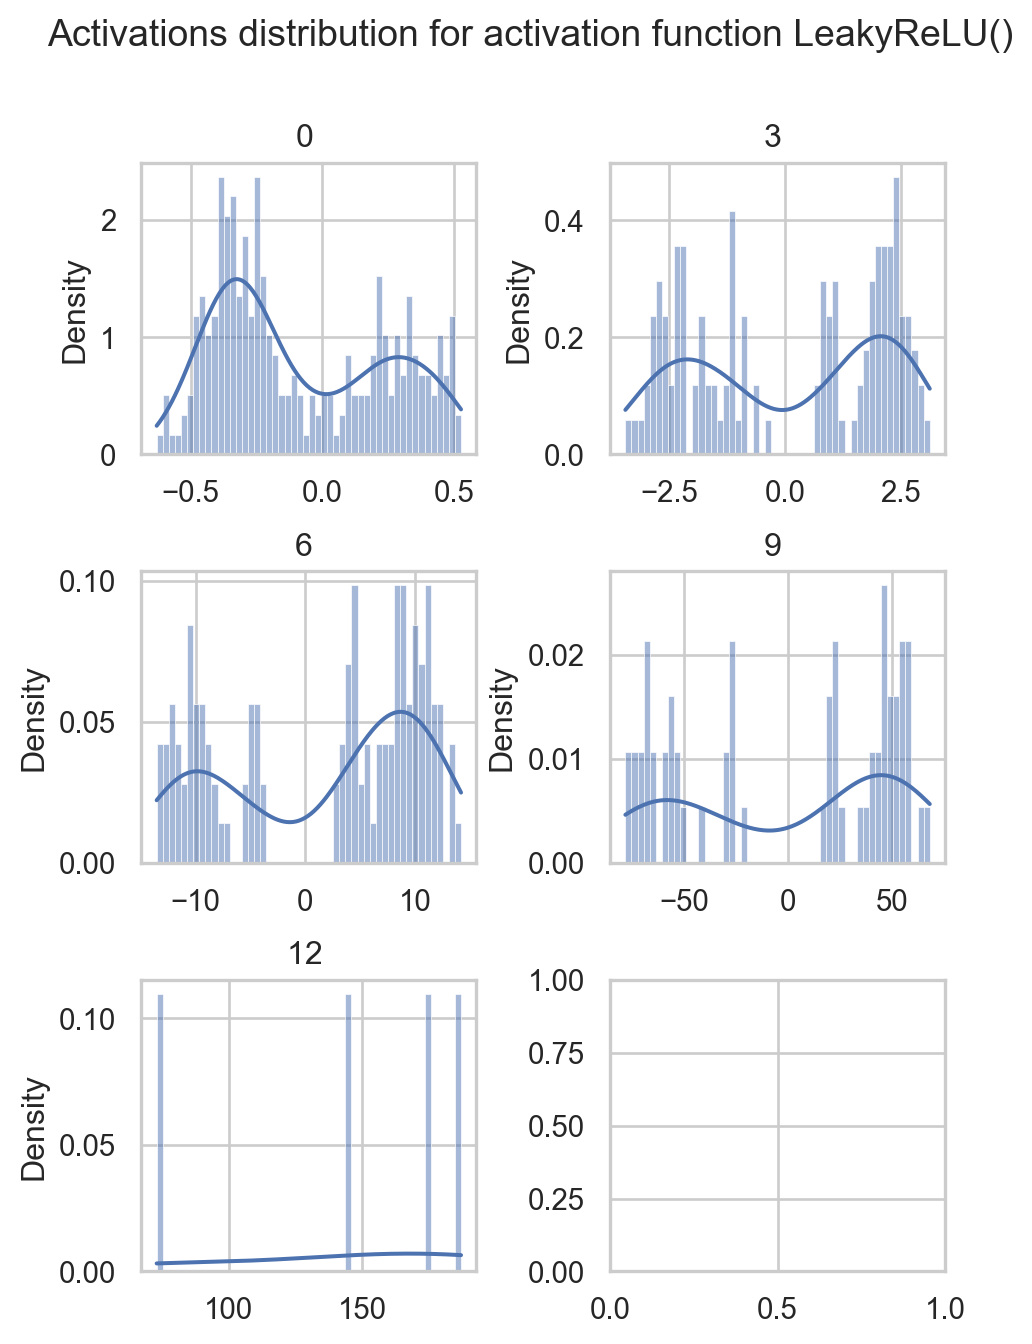 Activations distribution for activation function LeakyReLU()
0
Density
2
1
0
−0.5 0.0 0.5
3
Density
0.4
0.2
0.0
−2.5 0.0 2.5
6
Density
0.10
0.05
0.00
−10 0 10
9
Density
0.02
0.01
0.00
−50 0 50
12
Density
0.10
0.05
0.00
100 150
1.00
0.75
0.50
0.25
0.00
0.0 0.5 1.0